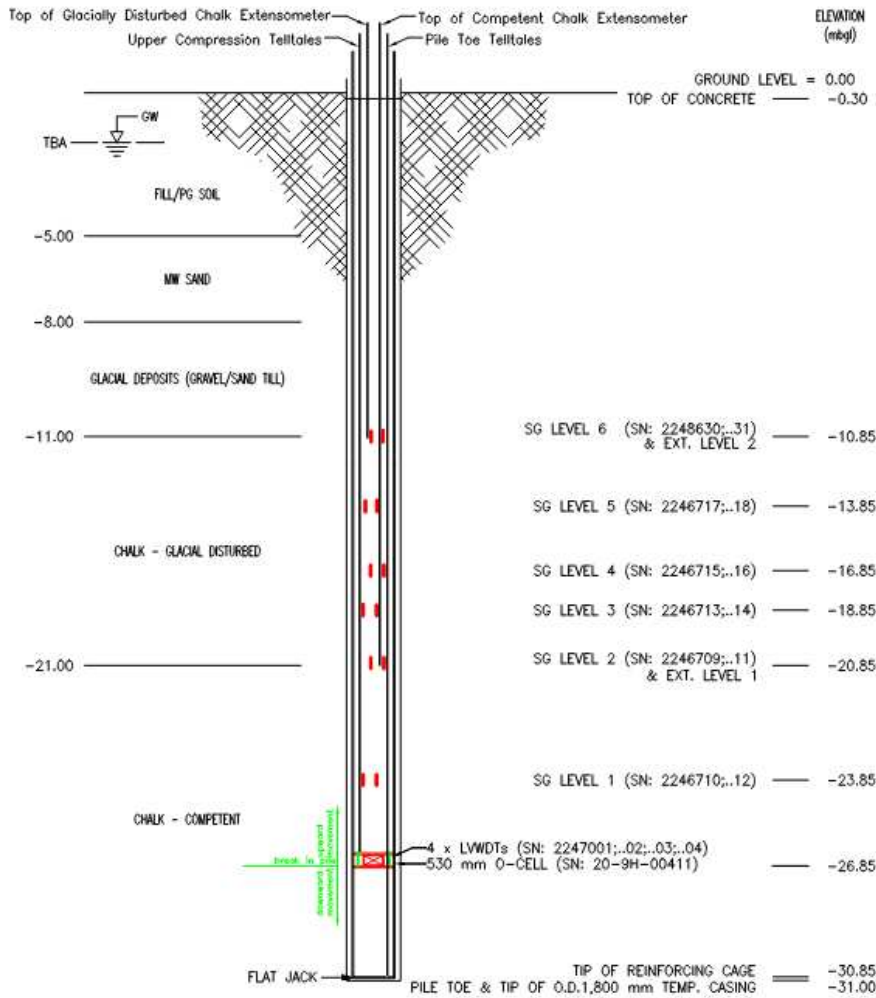 Top of Glacially Disturbed Chalk Extensometer
Top of Competent Chalk Extensometer
Upper Compression Telltales
Pile Toe Telltales
ELEVATION
(mbgl)
GROUND LEVEL = 0.00
TOP OF CONCRETE -0.30
GW
TBA
FILL/PG SOIL
-5.00
MW SAND
-8.00
GLACIAL DEPOSITS (GRAVEL/SAND TILL)
-11.00
SG LEVEL 6 (SN: 2248630;..31) -10.85
& EXT. LEVEL 2
SG LEVEL 5 (SN: 2246717;..18) -13.85
CHALK - GLACIAL DISTURBED
SG LEVEL 4 (SN: 2246715;..16) -16.85
SG LEVEL 3 (SN: 2246713;..14) -18.85
-21.00
SG LEVEL 2 (SN: 2246709;..11) -20.85
& EXT. LEVEL 1
SG LEVEL 1 (SN: 2246710;..12) -23.85
CHALK - COMPETENT
upward
movement
break in
downward
movement
4 x LVWDTs (SN: 2247001;..02;..03;..04)
530 mm O-CELL (SN: 20-9H-00411) -26.85
FLAT JACK
TIP OF REINFORCING CAGE -30.85
PILE TOE & TIP OF O.D.1,800 mm TEMP. CASING -31.00